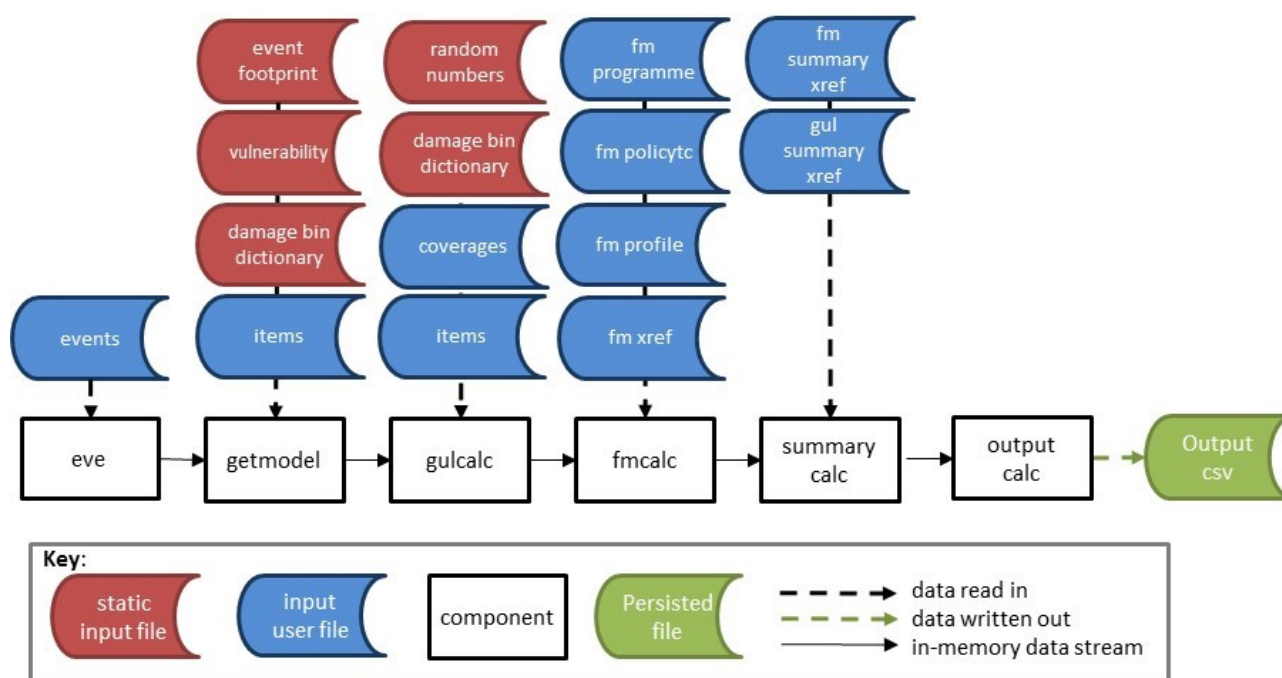 event
footprint
random
numbers
fm
programme
fm
summary
xref
vulnerability
damage bin
dictionary
fm policytc
gul
summary
xref
damage bin
dictionary
coverages
fm profile
events
items
items
fm xref
eve
getmodel
gulcalc
fmcalc
summary
calc
output
calc
Output
csv
Key:
static
input file
input
user file
component
Persisted
file
data read in
data written out
in-memory data stream